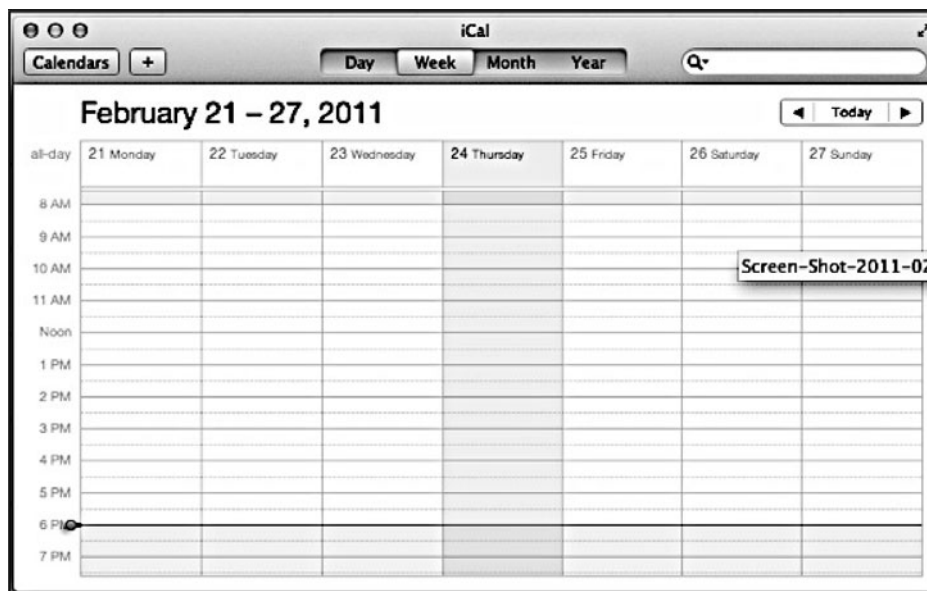 iCal
Calendars + Day Week Month Year
February 21 – 27, 2011
Today
all-day 21 Monday 22 Tuesday 23 Wednesday 24 Thursday 25 Friday 26 Saturday 27 Sunday
8 AM
9 AM
Screen-Shot-2011-02
10 AM
11 AM
Noon
1 PM
2 PM
3 PM
4 PM
5 PM
6 PM
7 PM